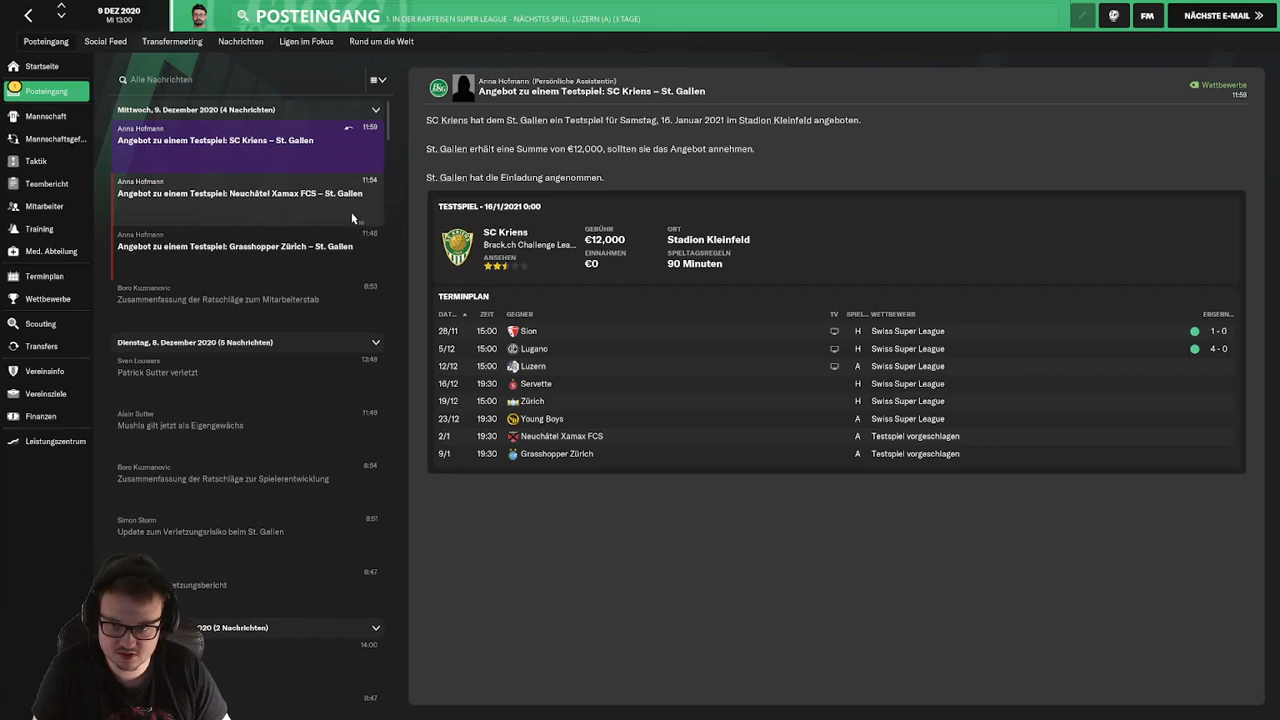 9 DEZ 2020
MI 13:00
POSTEINGANG
1. IN DER RAIFFEISEN SUPER LEAGUE - NÄCHSTES SPIEL, LUZERN (A) (3 TAGE)
FM
NÄCHSTE E-MAIL
Posteingang
Social Feed
Transfermeeting
Nachrichten
Ligen im Fokus
Rund um die Welt
Startseite
Posteingang
Mannschaft
Mannschaftsgef...
Taktik
Teambericht
Mitarbeiter
Training
Med. Abteilung
Terminplan
Wettbewerbe
Scouting
Transfers
Vereinsinfo
Vereinsziele
Finanzen
Leistungszentrum
Alle Nachrichten
Mittwoch, 9. Dezember 2020 (4 Nachrichten)
Anna Hofmann 11:59
Angebot zu einem Testspiel: SC Kriens – St. Gallen
Anna Hofmann 11:54
Angebot zu einem Testspiel: Neuchâtel Xamax FCS – St. Gallen
Anna Hofmann 11:48
Angebot zu einem Testspiel: Grasshopper Zürich – St. Gallen
Boro Kuzmanovic 8:53
Zusammenfassung der Ratschläge zum Mitarbeiterstab
Dienstag, 8. Dezember 2020 (5 Nachrichten)
Sven Louwers 13:48
Patrick Sutter verletzt
Alain Sutter 11:49
Mushla gilt jetzt als Eigengewächs
Boro Kuzmanovic 8:54
Zusammenfassung der Ratschläge zur Spielerentwicklung
Simon Storm 8:51
Update zum Verletzungsrisiko beim St. Gallen
8:47
etzungsbericht
020 (2 Nachrichten)
14:00
8:47
Anna Hofmann (Persönliche Assistentin)
Angebot zu einem Testspiel: SC Kriens – St. Gallen
Wettbewerbe
11:59
SC Kriens hat dem St. Gallen ein Testspiel für Samstag, 16. Januar 2021 im Stadion Kleinfeld angeboten.
St. Gallen erhält eine Summe von €12,000, sollten sie das Angebot annehmen.
St. Gallen hat die Einladung angenommen.
TESTSPIEL - 16/1/2021 0:00
SC Kriens
Brack.ch Challenge Lea...
ANSEHEN
GEBÜHR
€12,000
EINNAHMEN
€0
ORT
Stadion Kleinfeld
SPIELTAGSREGELN
90 Minuten
TERMINPLAN
DAT... ZEIT GEGNER TV SPIEL... WETTBEWERB ERGEBN...
28/11 15:00 Sion H Swiss Super League 1 - 0
5/12 15:00 Lugano H Swiss Super League 4 - 0
12/12 15:00 Luzern A Swiss Super League
16/12 19:30 Servette H Swiss Super League
19/12 15:00 Zürich H Swiss Super League
23/12 19:30 Young Boys A Swiss Super League
2/1 19:30 Neuchâtel Xamax FCS A Testspiel vorgeschlagen
9/1 19:30 Grasshopper Zürich A Testspiel vorgeschlagen